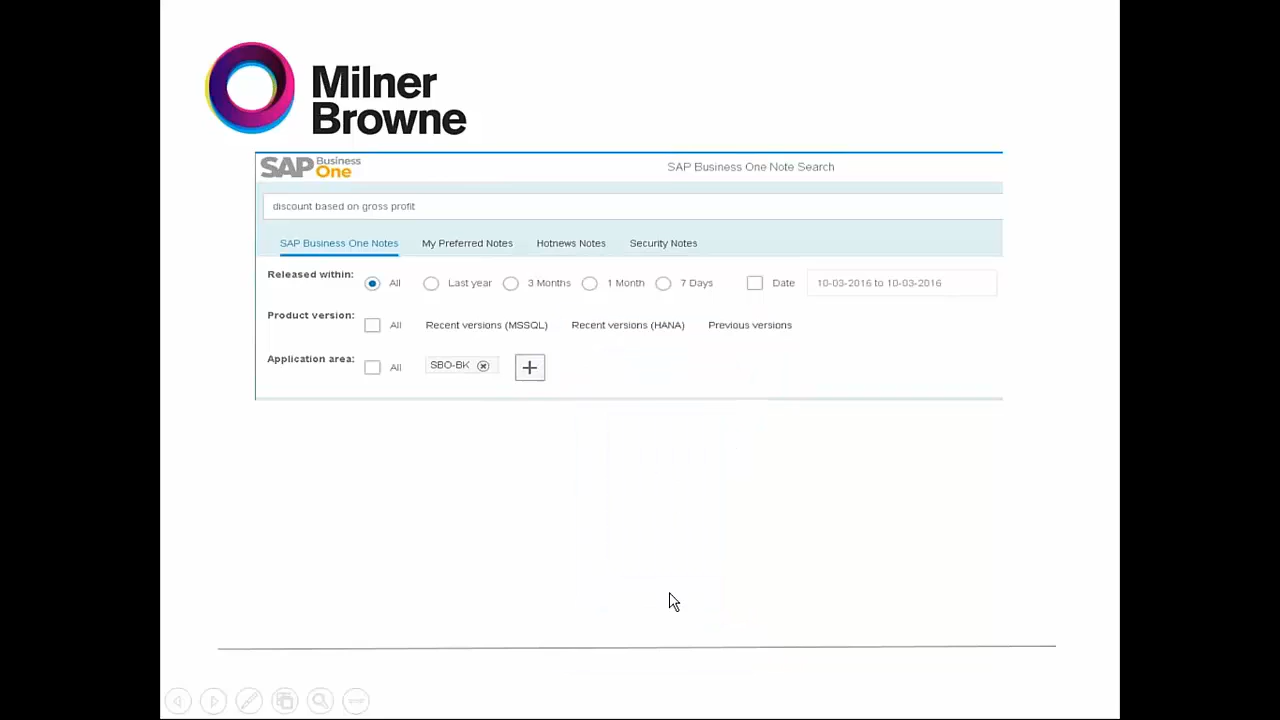 Milner
Browne
SAP Business One
SAP Business One Note Search
discount based on gross profit
SAP Business One Notes My Preferred Notes Hotnews Notes Security Notes
Released within: All Last year 3 Months 1 Month 7 Days Date 10-03-2016 to 10-03-2016
Product version: All Recent versions (MSSQL) Recent versions (HANA) Previous versions
Application area: All SBO-BK